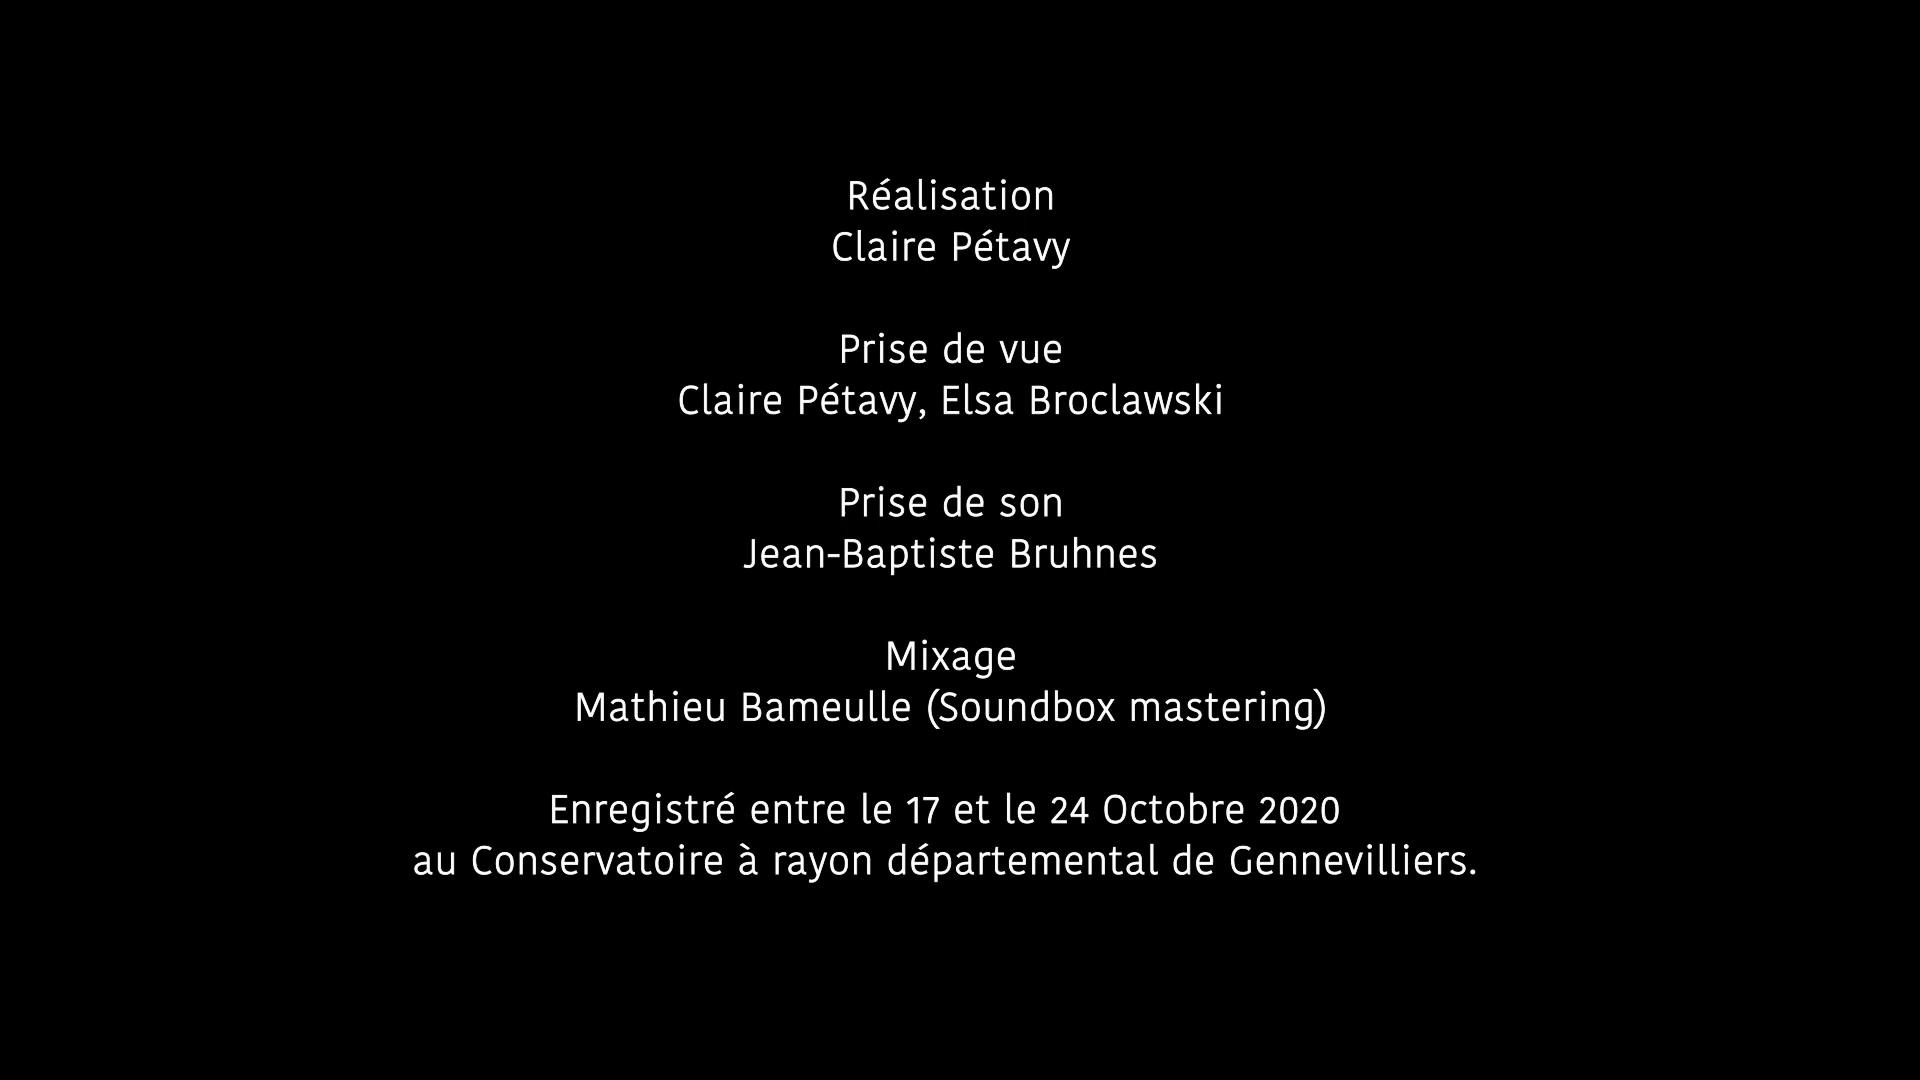 Réalisation
Claire Pétavy
Prise de vue
Claire Pétavy, Elsa Broclawski
Prise de son
Jean-Baptiste Bruhnes
Mixage
Mathieu Bameulle (Soundbox mastering)
Enregistré entre le 17 et le 24 Octobre 2020
au Conservatoire à rayon départemental de Gennevilliers.